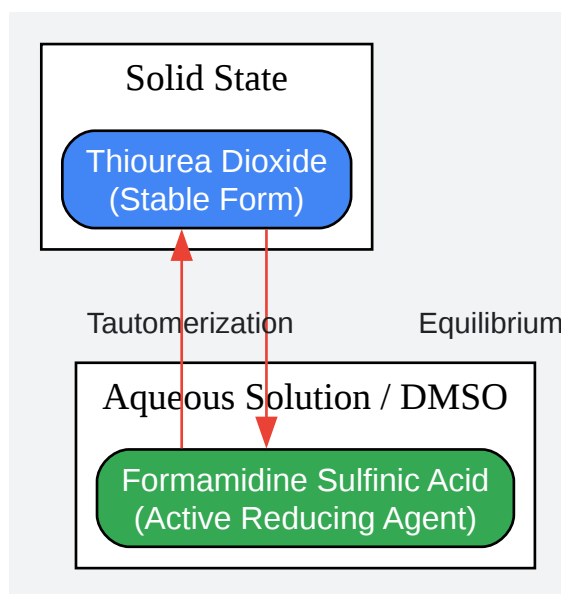 Solid State
Thiourea Dioxide
(Stable Form)
Tautomerization
Equilibrium
Aqueous Solution / DMSO
Formamidine Sulfinic Acid
(Active Reducing Agent)